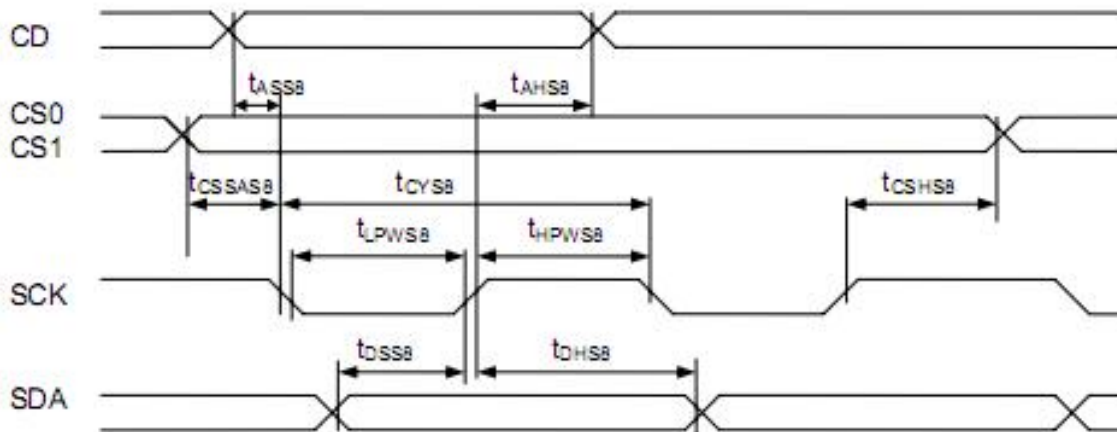 CD
tASS8
tAHS8
CS0
CS1
tCSSAS8
tCYS8
tCSHS8
tLPWS8
tHPWS8
SCK
tDSS8
tDHS8
SDA